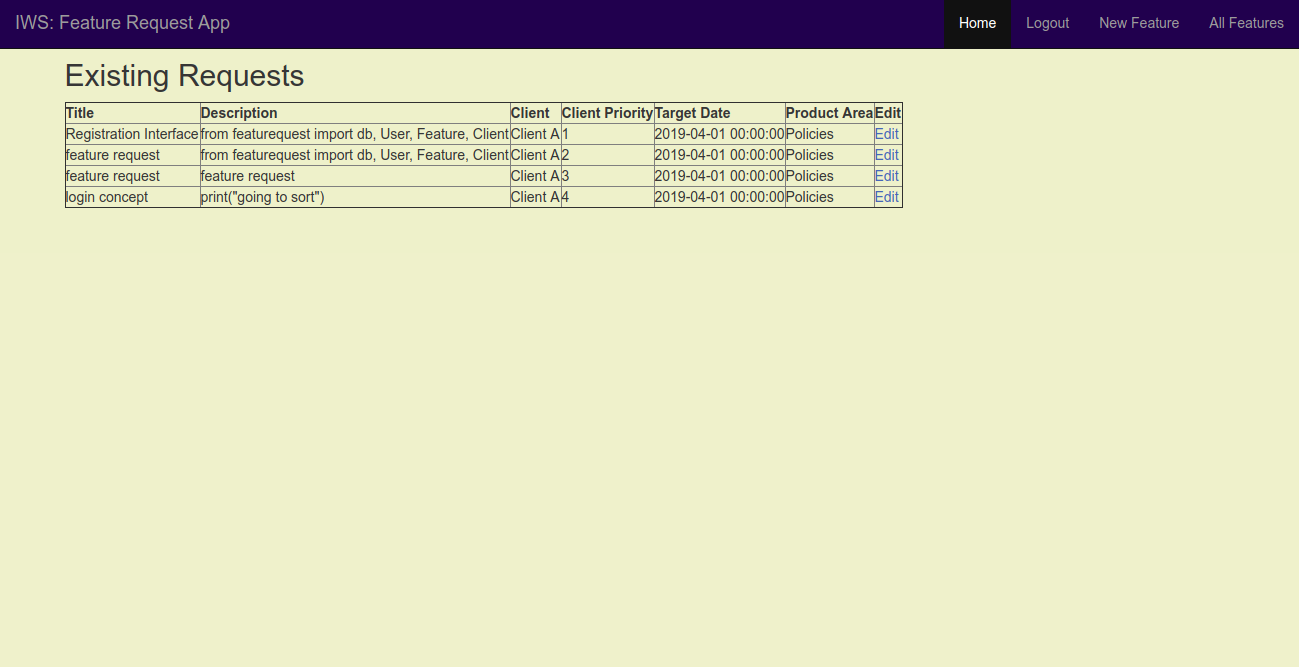 IWS: Feature Request App Home Logout New Feature All Features
Existing Requests
Title Description Client Client Priority Target Date Product Area Edit
Registration Interface from featurequest import db, User, Feature, Client Client A 1 2019-04-01 00:00:00 Policies Edit
feature request from featurequest import db, User, Feature, Client Client A 2 2019-04-01 00:00:00 Policies Edit
feature request feature request Client A 3 2019-04-01 00:00:00 Policies Edit
login concept print("going to sort") Client A 4 2019-04-01 00:00:00 Policies Edit